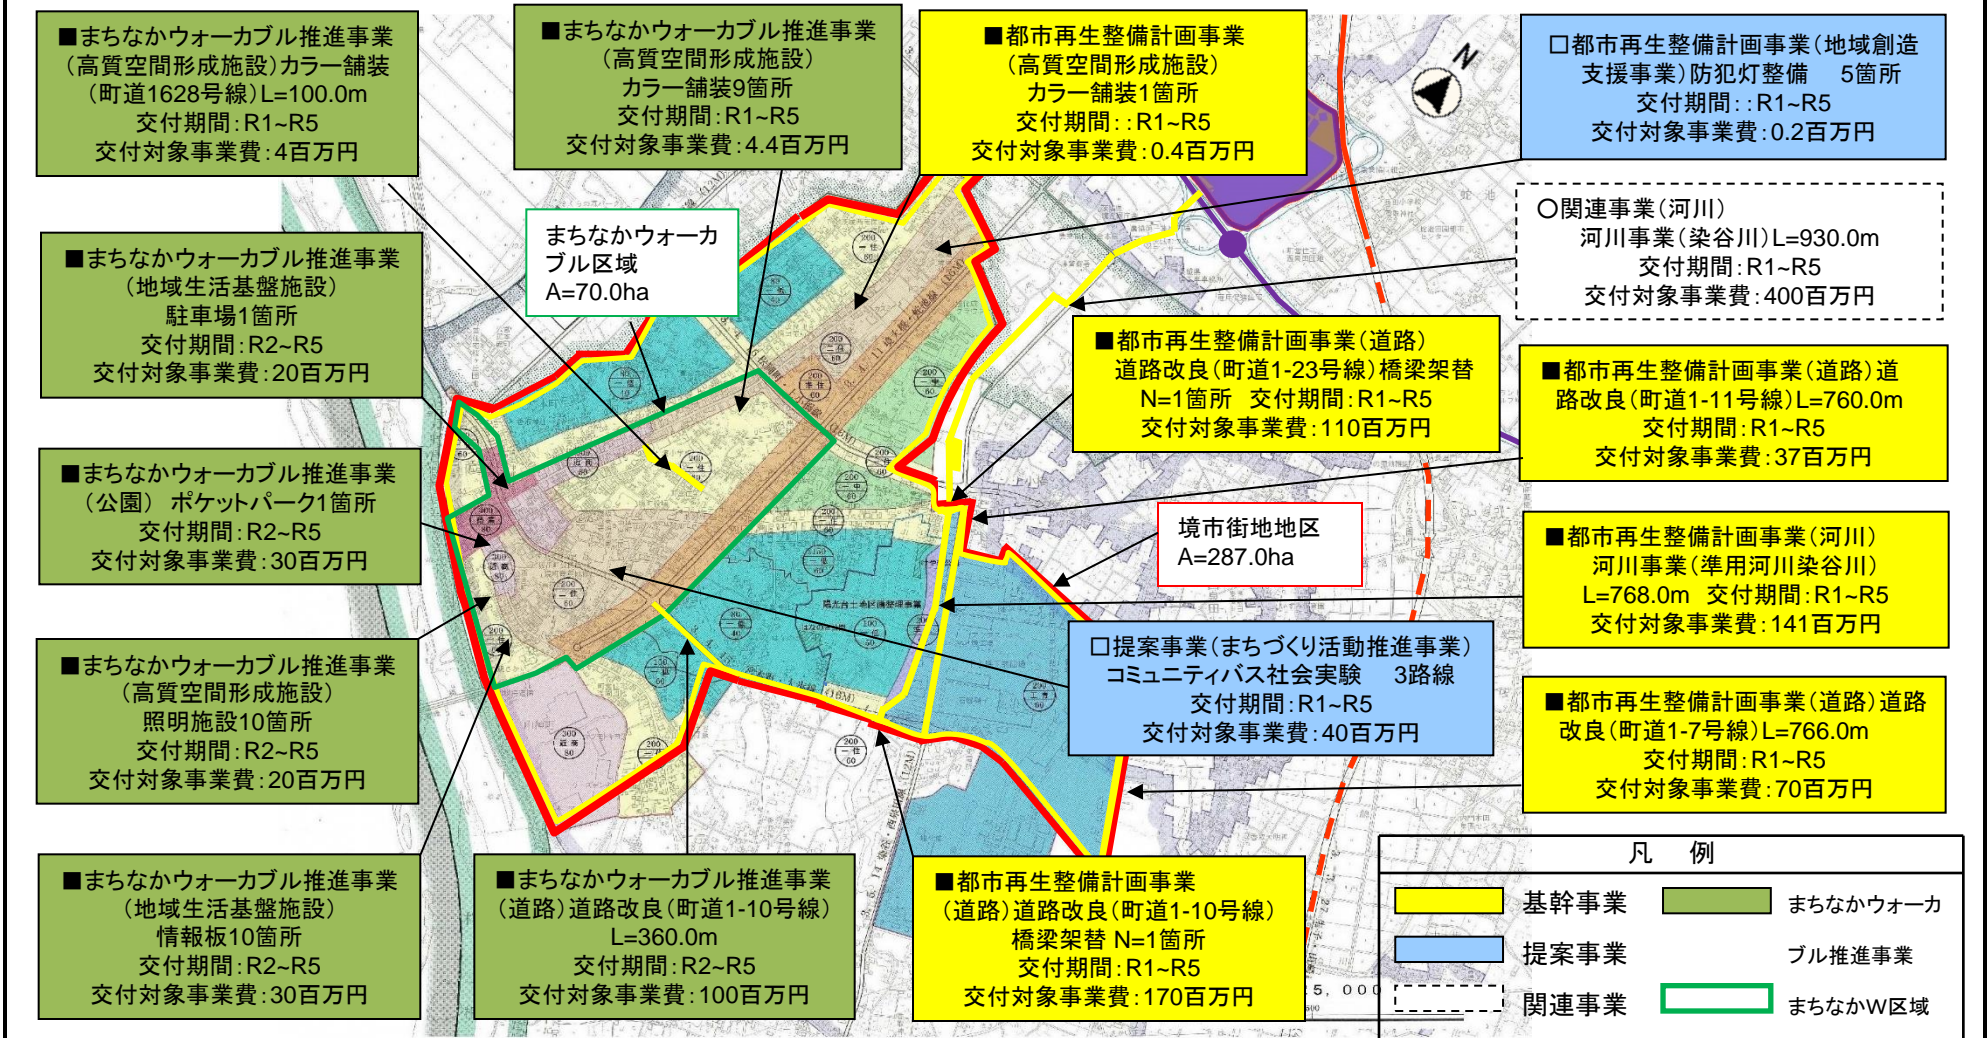 ■まちなかウォーカブル推進事業
(高質空間形成施設)カラー舗装
(町道1628号線)L=100.0m
交付期間:R1~R5
交付対象事業費:4百万円
■まちなかウォーカブル推進事業
(高質空間形成施設)
カラー舗装9箇所
交付期間:R1~R5
交付対象事業費:4.4百万円
■都市再生整備計画事業
(高質空間形成施設)
カラー舗装1箇所
交付期間::R1~R5
交付対象事業費:0.4百万円
□都市再生整備計画事業(地域創造
支援事業)防犯灯整備 5箇所
交付期間::R1~R5
交付対象事業費:0.2百万円
N
○関連事業(河川)
河川事業(染谷川)L=930.0m
交付期間:R1~R5
交付対象事業費:400百万円
まちなかウォーカ
ブル区域
A=70.0ha
■まちなかウォーカブル推進事業
(地域生活基盤施設)
駐車場1箇所
交付期間:R2~R5
交付対象事業費:20百万円
■都市再生整備計画事業(道路)
道路改良(町道1-23号線)橋梁架替
N=1箇所 交付期間:R1~R5
交付対象事業費:110百万円
■都市再生整備計画事業(道路)道
路改良(町道1-11号線)L=760.0m
交付期間:R1~R5
交付対象事業費:37百万円
■まちなかウォーカブル推進事業
(公園) ポケットパーク1箇所
交付期間:R2~R5
交付対象事業費:30百万円
境市街地地区
A=287.0ha
■都市再生整備計画事業(河川)
河川事業(準用河川染谷川)
L=768.0m 交付期間:R1~R5
交付対象事業費:141百万円
■まちなかウォーカブル推進事業
(高質空間形成施設)
照明施設10箇所
交付期間:R2~R5
交付対象事業費:20百万円
□提案事業(まちづくり活動推進事業)
コミュニティバス社会実験 3路線
交付期間:R1~R5
交付対象事業費:40百万円
■都市再生整備計画事業(道路)道路
改良(町道1-7号線)L=766.0m
交付期間:R1~R5
交付対象事業費:70百万円
■まちなかウォーカブル推進事業
(地域生活基盤施設)
情報板10箇所
交付期間:R2~R5
交付対象事業費:30百万円
■まちなかウォーカブル推進事業
(道路)道路改良(町道1-10号線)
L=360.0m
交付期間:R2~R5
交付対象事業費:100百万円
■都市再生整備計画事業
(道路)道路改良(町道1-10号線)
橋梁架替 N=1箇所
交付期間:R1~R5
交付対象事業費:170百万円
凡 例
基幹事業
まちなかウォーカ
提案事業
ブル推進事業
関連事業
まちなかW区域